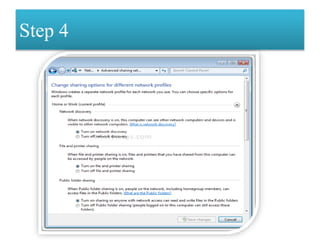 Step 4
Net... Advanced sharing set...
Search Control Panel
Change sharing options for different network profiles
Windows creates a separate network profile for each network you use. You can choose specific options for
each profile.
Home or Work (current profile)
Network discovery
When network discovery is on, this computer can see other network computers and devices and is
visible to other network computers. What is network discovery?
Turn on network discovery
Turn off network discovery
File and printer sharing
When file and printer sharing is on, files and printers that you have shared from this computer can
be accessed by people on the network.
Turn on file and printer sharing
Turn off file and printer sharing
Public folder sharing
When Public folder sharing is on, people on the network, including homegroup members, can
access files in the Public folders. What are the Public folders?
Turn on sharing so anyone with network access can read and write files in the Public folders
Turn off Public folder sharing (people logged on to this computer can still access these
folders)
Save changes
Cancel